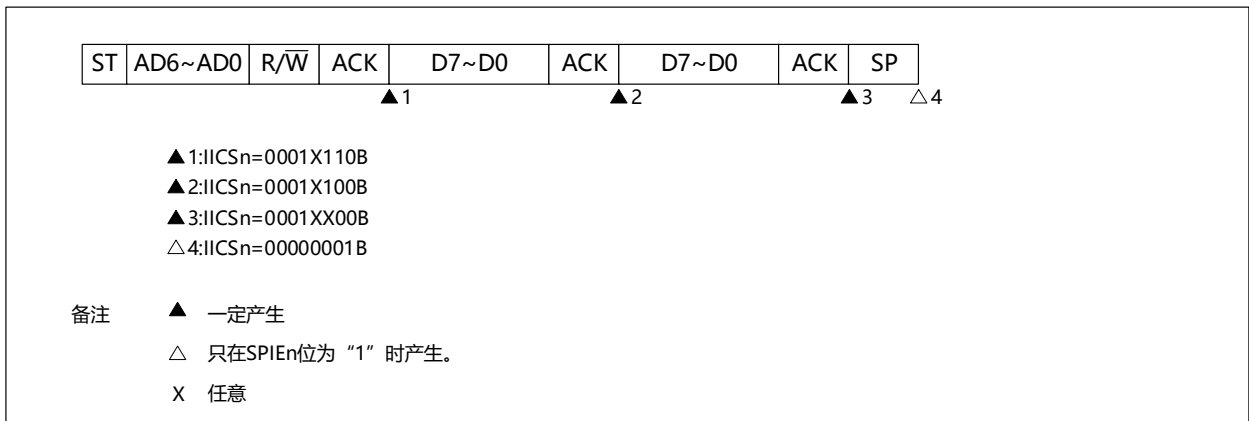 ST AD6~AD0 R/W̅ ACK D7~D0 ACK D7~D0 ACK SP
▲1 ▲2 ▲3 △4
▲1:IICSn=0001X110B
▲2:IICSn=0001X100B
▲3:IICSn=0001XX00B
△4:IICSn=00000001B
备注 ▲ 一定产生
△ 只在SPIEn位为“1”时产生。
X 任意